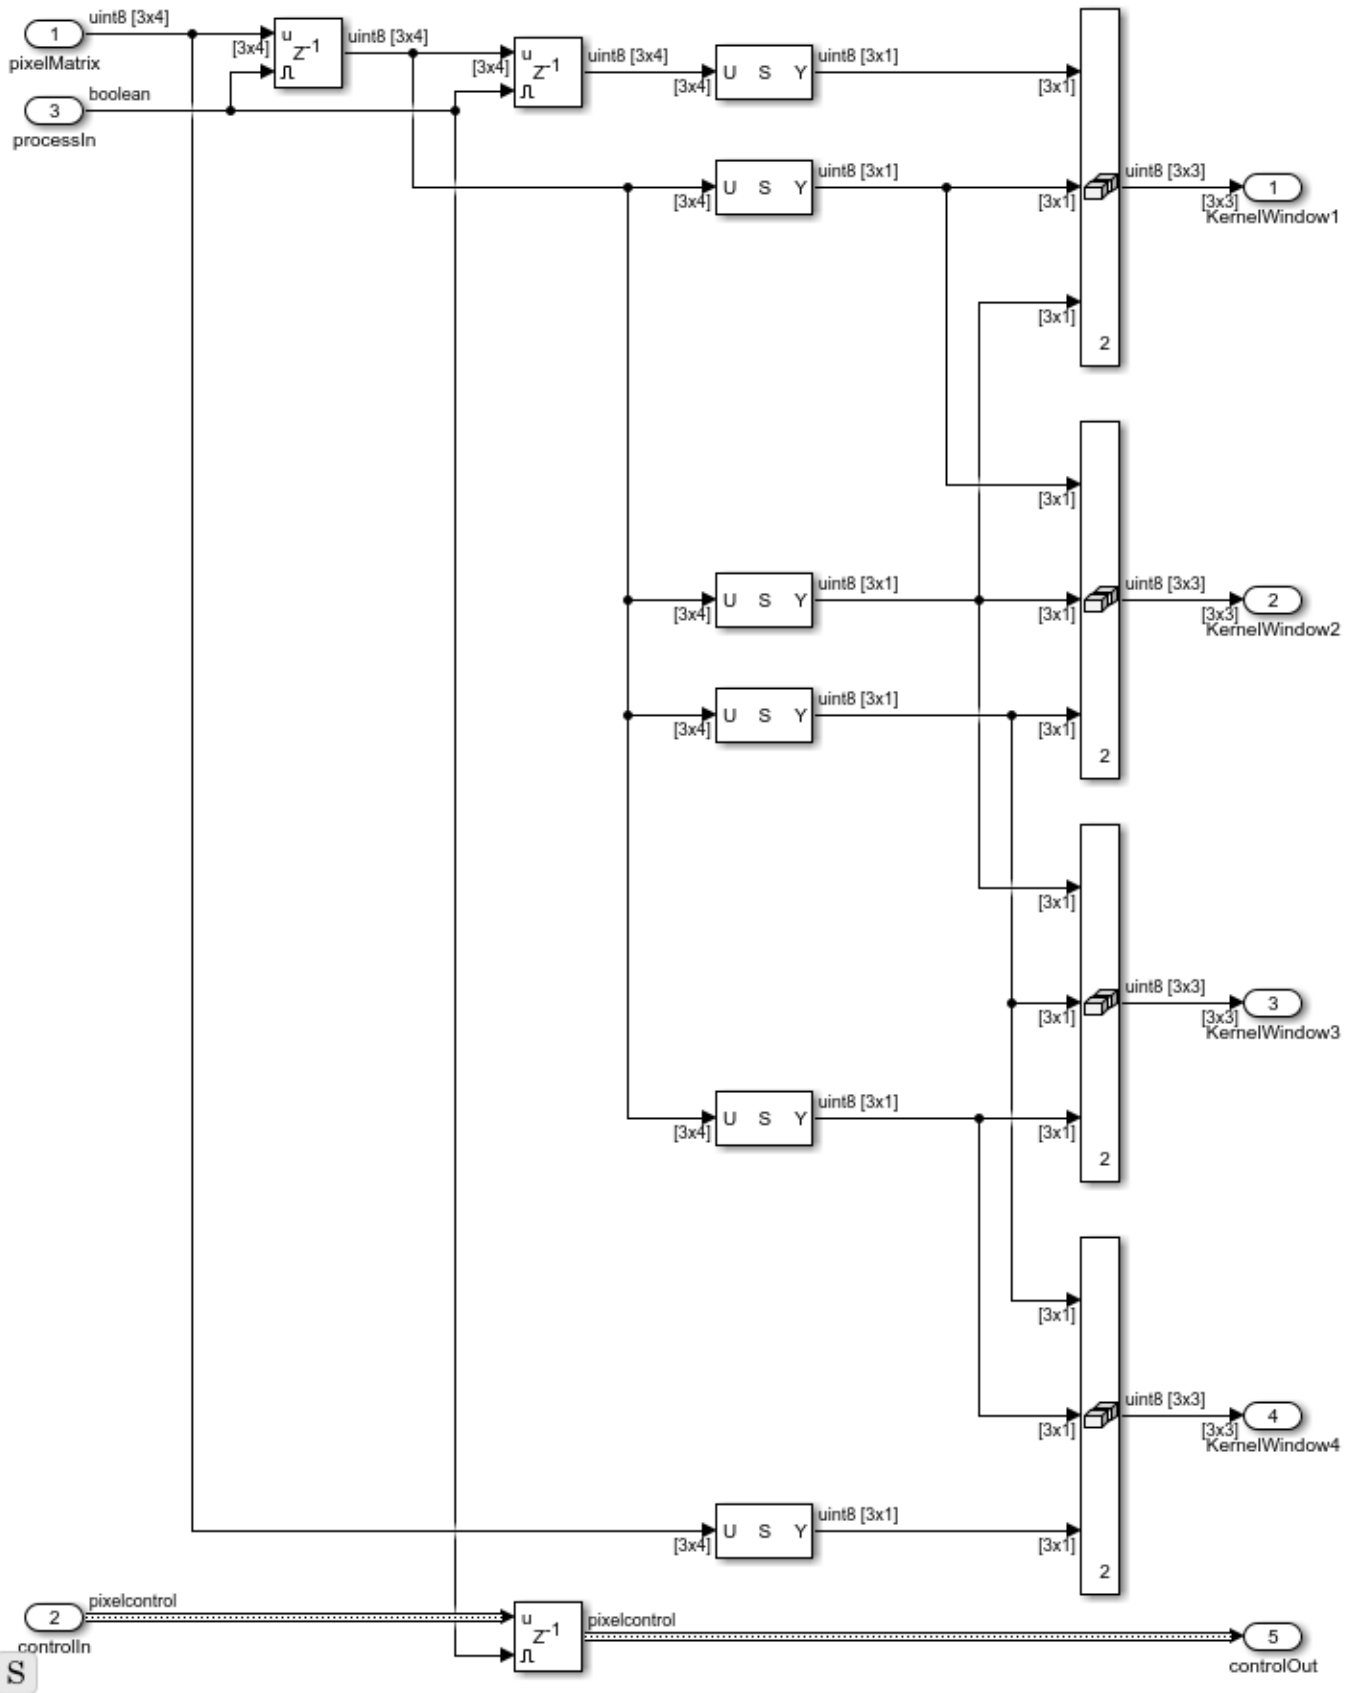 1 uint8 [3x4]
pixelMatrix
[3x4] u Z-1 uint8 [3x4]
[3x4] u Z-1 uint8 [3x4]
[3x4] U S Y uint8 [3x1]
[3x1]
3 boolean
processIn
[3x4] U S Y uint8 [3x1]
[3x1]
uint8 [3x3]
[3x3] 1
KernelWindow1
[3x1]
2
[3x1]
[3x4] U S Y uint8 [3x1]
[3x1]
uint8 [3x3]
[3x3] 2
KernelWindow2
[3x4] U S Y uint8 [3x1]
[3x1]
2
[3x1]
[3x1]
uint8 [3x3]
[3x3] 3
KernelWindow3
[3x4] U S Y uint8 [3x1]
[3x1]
2
[3x1]
[3x1]
uint8 [3x3]
[3x3] 4
KernelWindow4
[3x4] U S Y uint8 [3x1]
[3x1]
2
2 pixelcontrol
controlIn
u Z-1 pixelcontrol
5
controlOut
S